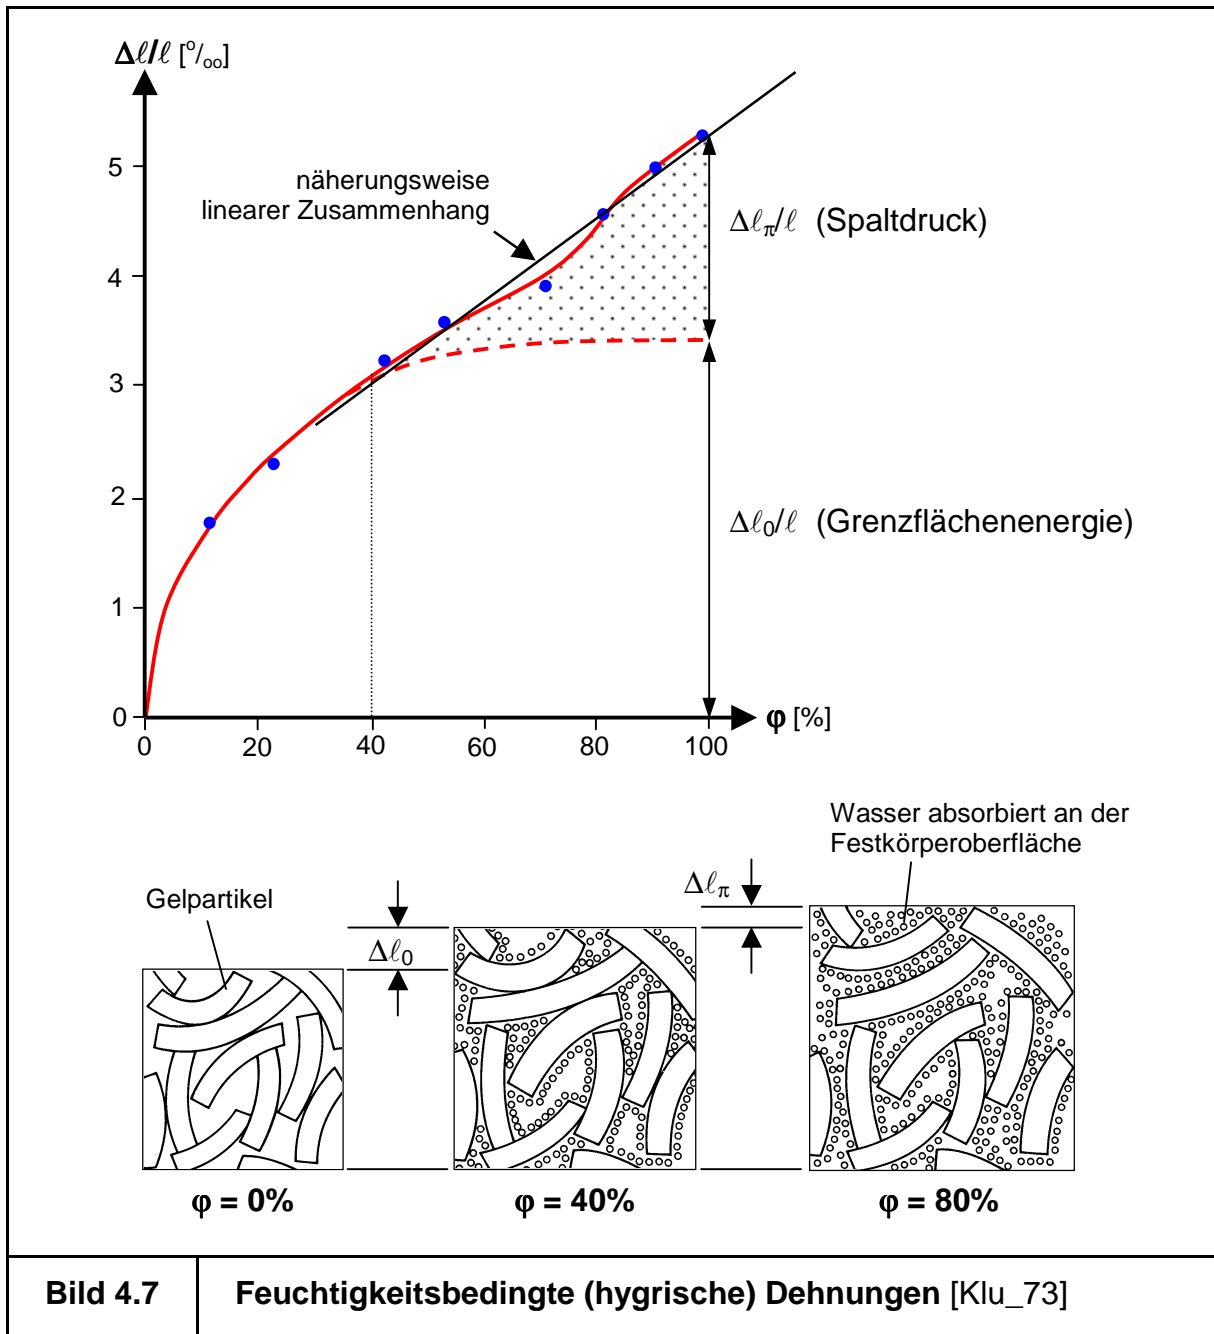 Δℓ/ℓ [°/oo]
5
4
3
2
1
0
näherungsweise
linearer Zusammenhang
Δℓπ/ℓ (Spaltdruck)
Δℓ0/ℓ (Grenzflächenenergie)
0 20 40 60 80 100
φ [%]
Wasser absorbiert an der
Festkörperoberfläche
Gelpartikel
Δℓ0
Δℓπ
φ = 0%
φ = 40%
φ = 80%
Bild 4.7 Feuchtigkeitsbedingte (hygrische) Dehnungen [Klu_73]